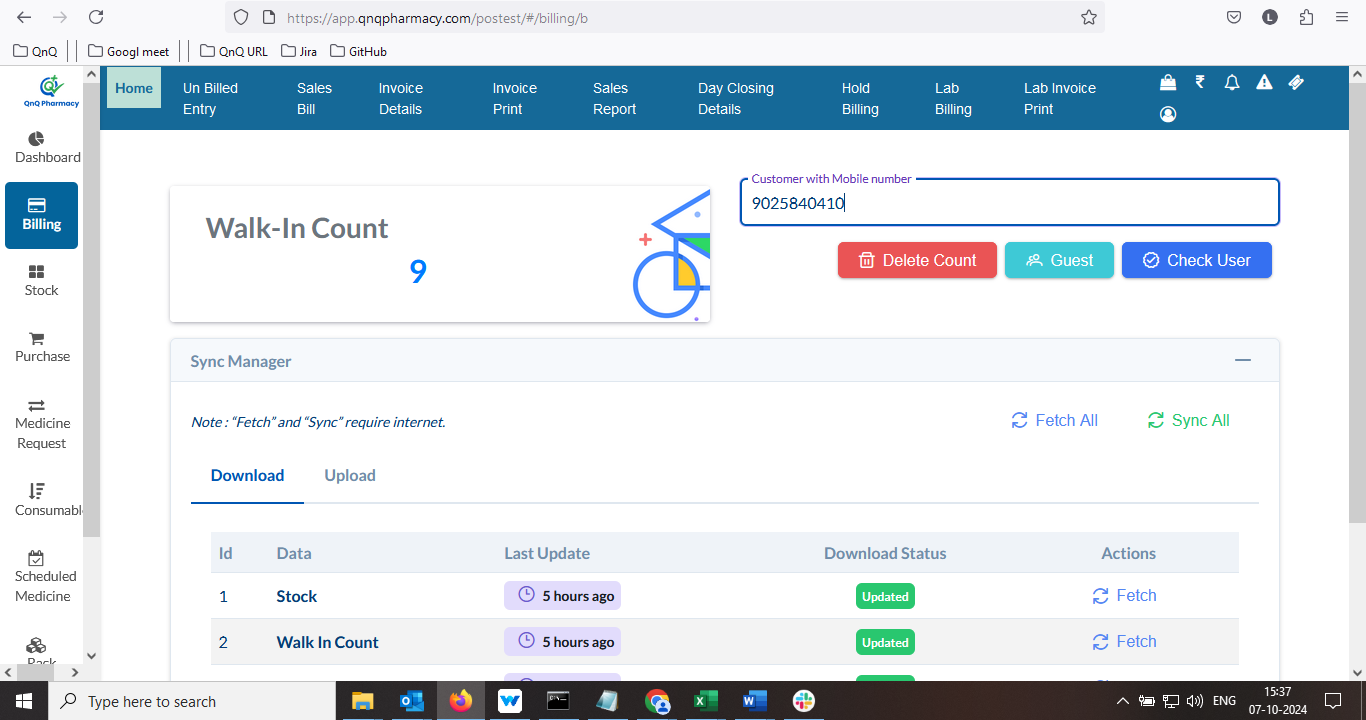 https://app.qnqpharmacy.com/postest/#/billing/b
L
QnQ
Googl meet
QnQ URL
Jira
GitHub
QnQ Pharmacy
Dashboard
Billing
Stock
Purchase
Medicine
Request
Consumabl
Scheduled
Medicine
Home
Un Billed
Entry
Sales
Bill
Invoice
Details
Invoice
Print
Sales
Report
Day Closing
Details
Hold
Billing
Lab
Billing
Lab Invoice
Print
Walk-In Count
9
Customer with Mobile number
9025840410
Delete Count
Guest
Check User
Sync Manager
Note : “Fetch” and “Sync” require internet.
Fetch All
Sync All
Download
Upload
Id Data Last Update Download Status Actions
1 Stock 5 hours ago Updated Fetch
2 Walk In Count 5 hours ago Updated Fetch
Type here to search
ENG
15:37
07-10-2024